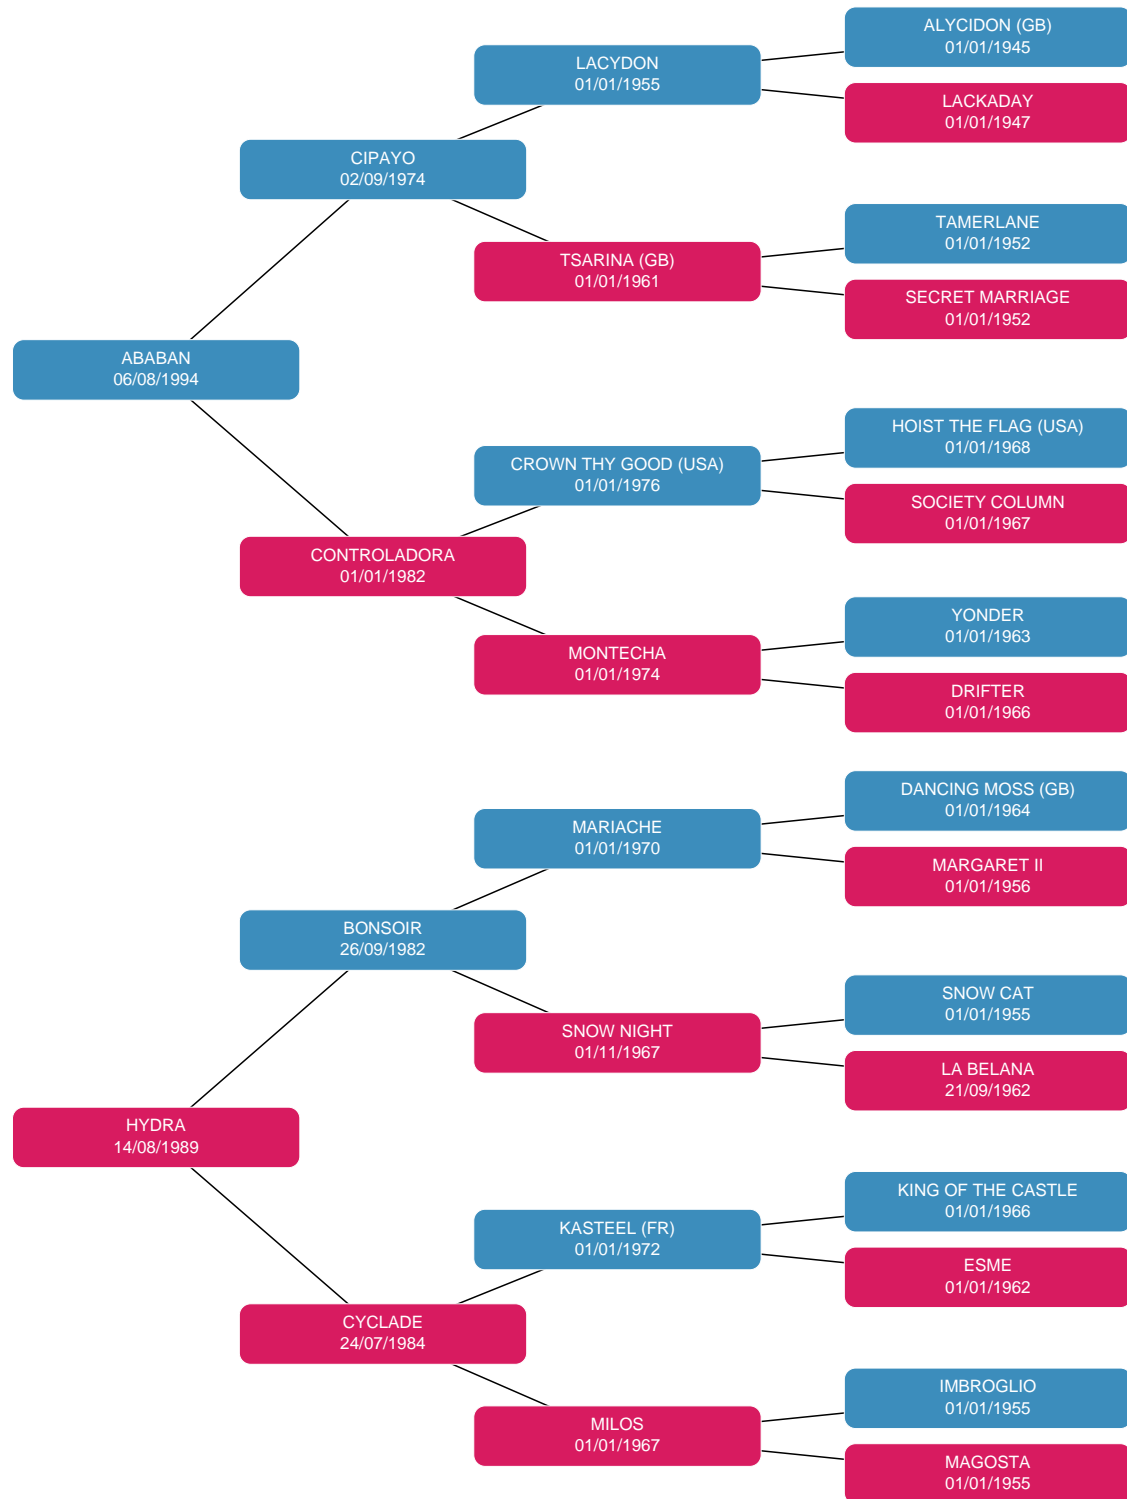 ALYCIDON (GB)
01/01/1945
LACYDON
01/01/1955
LACKADAY
01/01/1947
CIPAYO
02/09/1974
TAMERLANE
01/01/1952
TSARINA (GB)
01/01/1961
SECRET MARRIAGE
01/01/1952
ABABAN
06/08/1994
HOIST THE FLAG (USA)
01/01/1968
CROWN THY GOOD (USA)
01/01/1976
SOCIETY COLUMN
01/01/1967
CONTROLADORA
01/01/1982
YONDER
01/01/1963
MONTECHA
01/01/1974
DRIFTER
01/01/1966
DANCING MOSS (GB)
01/01/1964
MARIACHE
01/01/1970
MARGARET II
01/01/1956
BONSOIR
26/09/1982
SNOW CAT
01/01/1955
SNOW NIGHT
01/11/1967
LA BELANA
21/09/1962
HYDRA
14/08/1989
KING OF THE CASTLE
01/01/1966
KASTEEL (FR)
01/01/1972
ESME
01/01/1962
CYCLADE
24/07/1984
IMBROGLIO
01/01/1955
MILOS
01/01/1967
MAGOSTA
01/01/1955